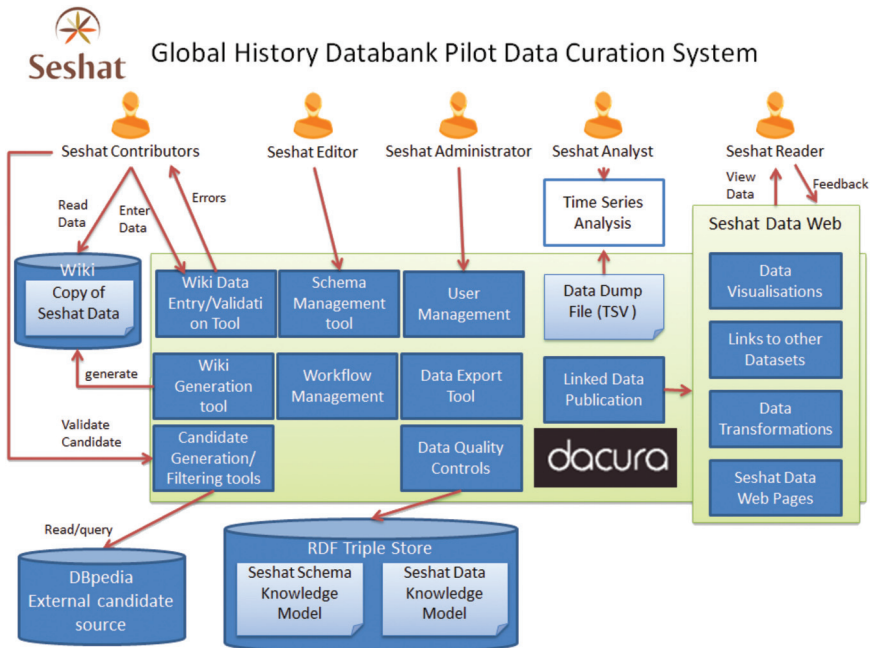 Seshat
Global History Databank Pilot Data Curation System
Seshat Contributors
Seshat Editor
Seshat Administrator
Seshat Analyst
Seshat Reader
Read
Data
Enter
Data
Errors
View
Data
Feedback
Time Series
Analysis
Seshat Data Web
Wiki
Copy of
Seshat Data
Wiki Data
Entry/Validati
on Tool
Schema
Management
tool
User
Management
Data Dump
File (TSV )
Data
Visualisations
generate
Wiki
Generation
tool
Workflow
Management
Data Export
Tool
Linked Data
Publication
Links to other
Datasets
Validate
Candidate
Candidate
Generation/
Filtering tools
Data Quality
Controls
dacura
Data
Transformations
Seshat Data
Web Pages
Read/query
DBpedia
External candidate
source
RDF Triple Store
Seshat Schema
Knowledge
Model
Seshat Data
Knowledge
Model